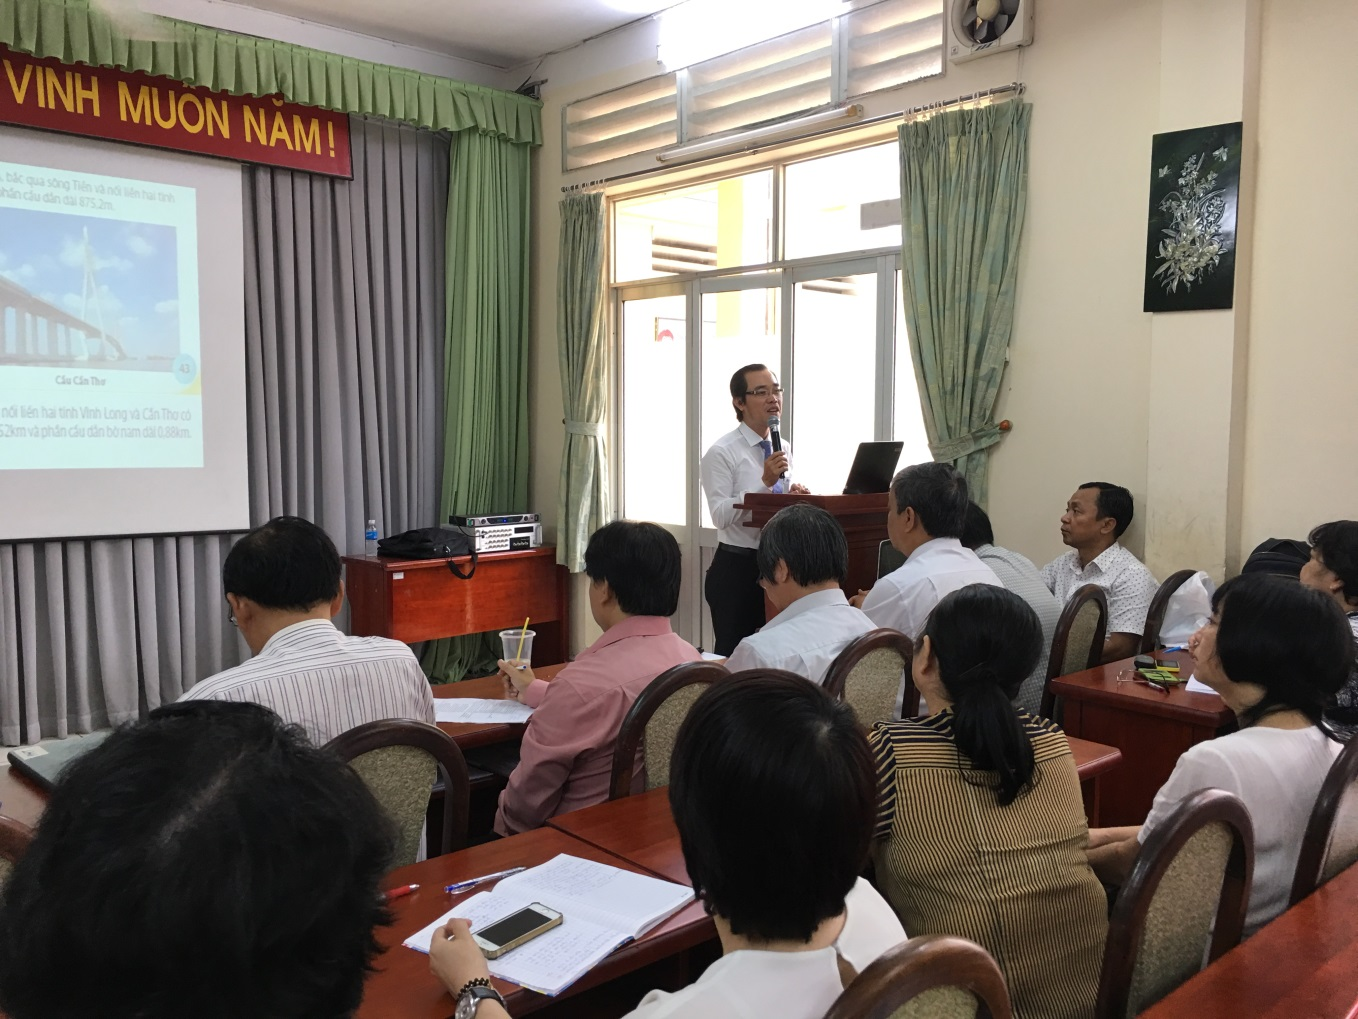 VINH MUÔN NĂM!
, bắc qua sông Tiền và nối liền hai tỉnh
phần cầu dẫn dài 875.2m.
43
Cầu Cần Thơ
nối liền hai tỉnh Vĩnh Long và Cần Thơ có
52km và phần cầu dẫn bờ nam dài 0.88km.